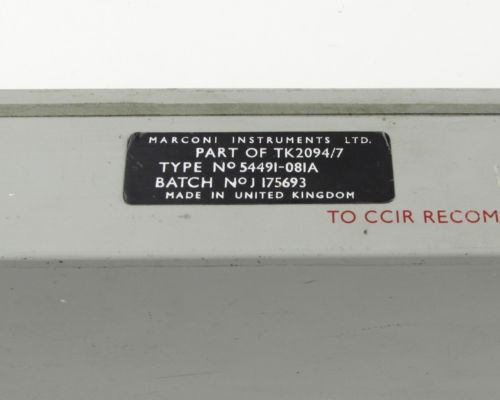 MARCONI INSTRUMENTS LTD.
PART OF TK2094/7
TYPE No 54491-081A
BATCH No J 175693
MADE IN UNITED KINGDOM
TO CCIR RECOM